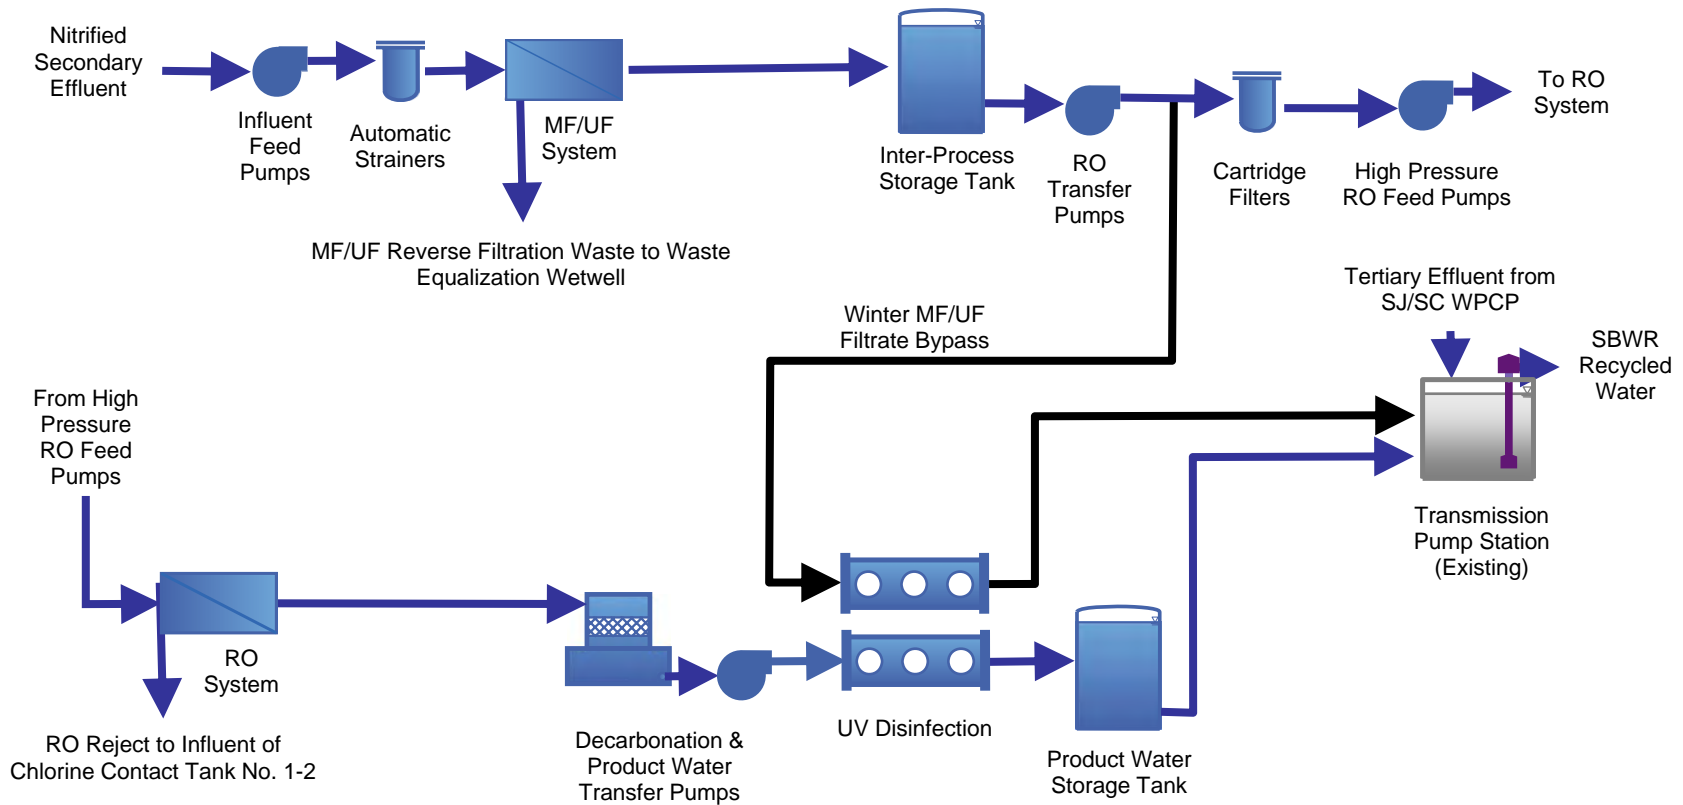 Nitrified
Secondary
Effluent
Influent
Feed
Pumps
Automatic
Strainers
MF/UF
System
Inter-Process
Storage Tank
RO
Transfer
Pumps
Cartridge
Filters
High Pressure
RO Feed Pumps
To RO
System
MF/UF Reverse Filtration Waste to Waste
Equalization Wetwell
Winter MF/UF
Filtrate Bypass
Tertiary Effluent from
SJ/SC WPCP
SBWR
Recycled
Water
Transmission
Pump Station
(Existing)
From High
Pressure
RO Feed
Pumps
RO
System
RO Reject to Influent of
Chlorine Contact Tank No. 1-2
Decarbonation &
Product Water
Transfer Pumps
UV Disinfection
Product Water
Storage Tank